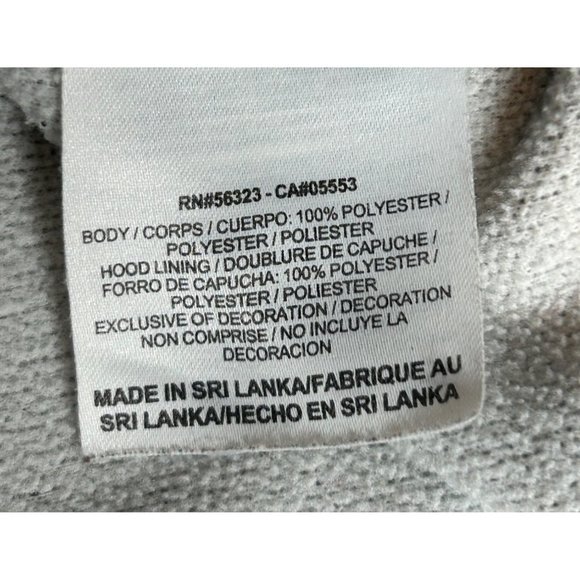 RN#56323 - CA#05553
BODY / CORPS / CUERPO: 100% POLYESTER /
POLYESTER / POLIESTER
HOOD LINING / DOUBLURE DE CAPUCHE /
FORRO DE CAPUCHA: 100% POLYESTER /
POLYESTER / POLIESTER
EXCLUSIVE OF DECORATION / DECORATION
NON COMPRISE / NO INCLUYE LA
DECORACION
MADE IN SRI LANKA/FABRIQUE AU
SRI LANKA/HECHO EN SRI LANKA